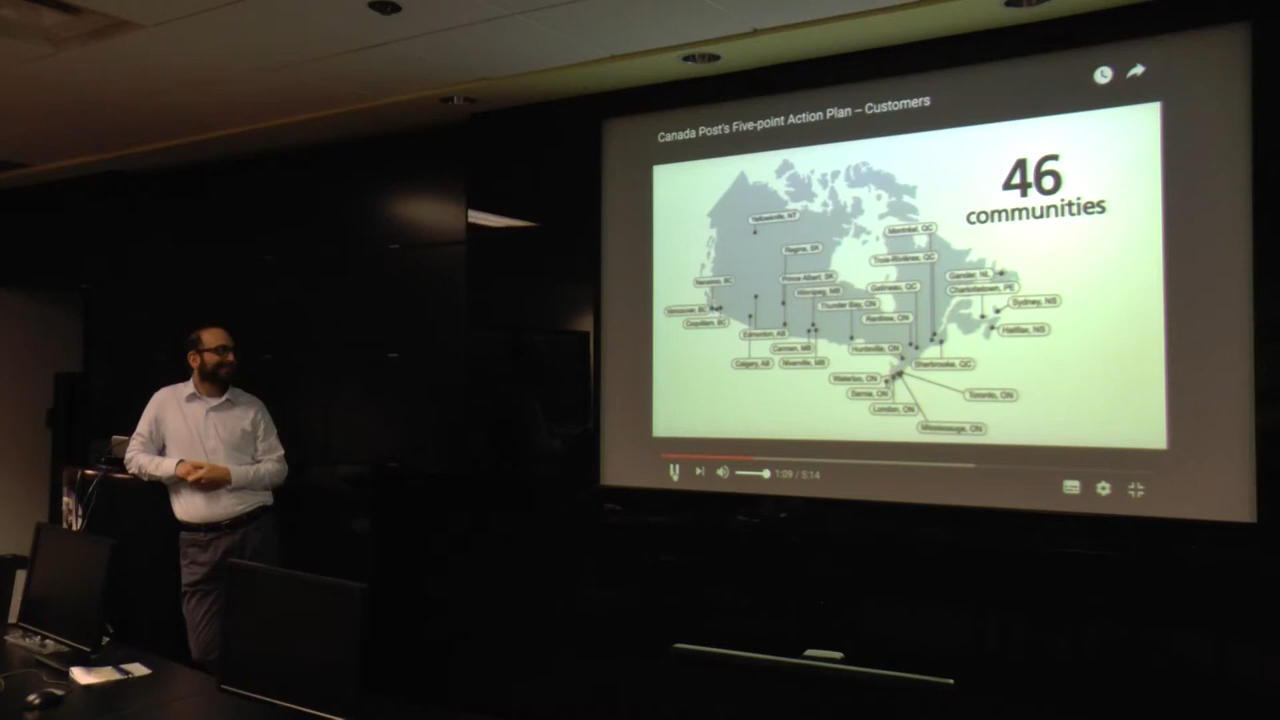 Canada Post's Five-point Action Plan – Customers
46
communities
Yellowknife, NT
Montréal, QC
Regina, SK
Trois-Rivières, QC
Prince Albert, SK
Gander, NL
Nanaimo, BC
Winnipeg, MB
Gatineau, QC
Charlottetown, PE
Thunder Bay, ON
Sydney, NS
Vancouver, BC
Renfrew, ON
Coquitlam, BC
Halifax, NS
Edmonton, AB
Carman, MB
Huntsville, ON
Calgary, AB
Niverville, MB
Sherbrooke, QC
Waterloo, ON
Sarnia, ON
Toronto, ON
London, ON
Mississauga, ON
1:09 / 5:14